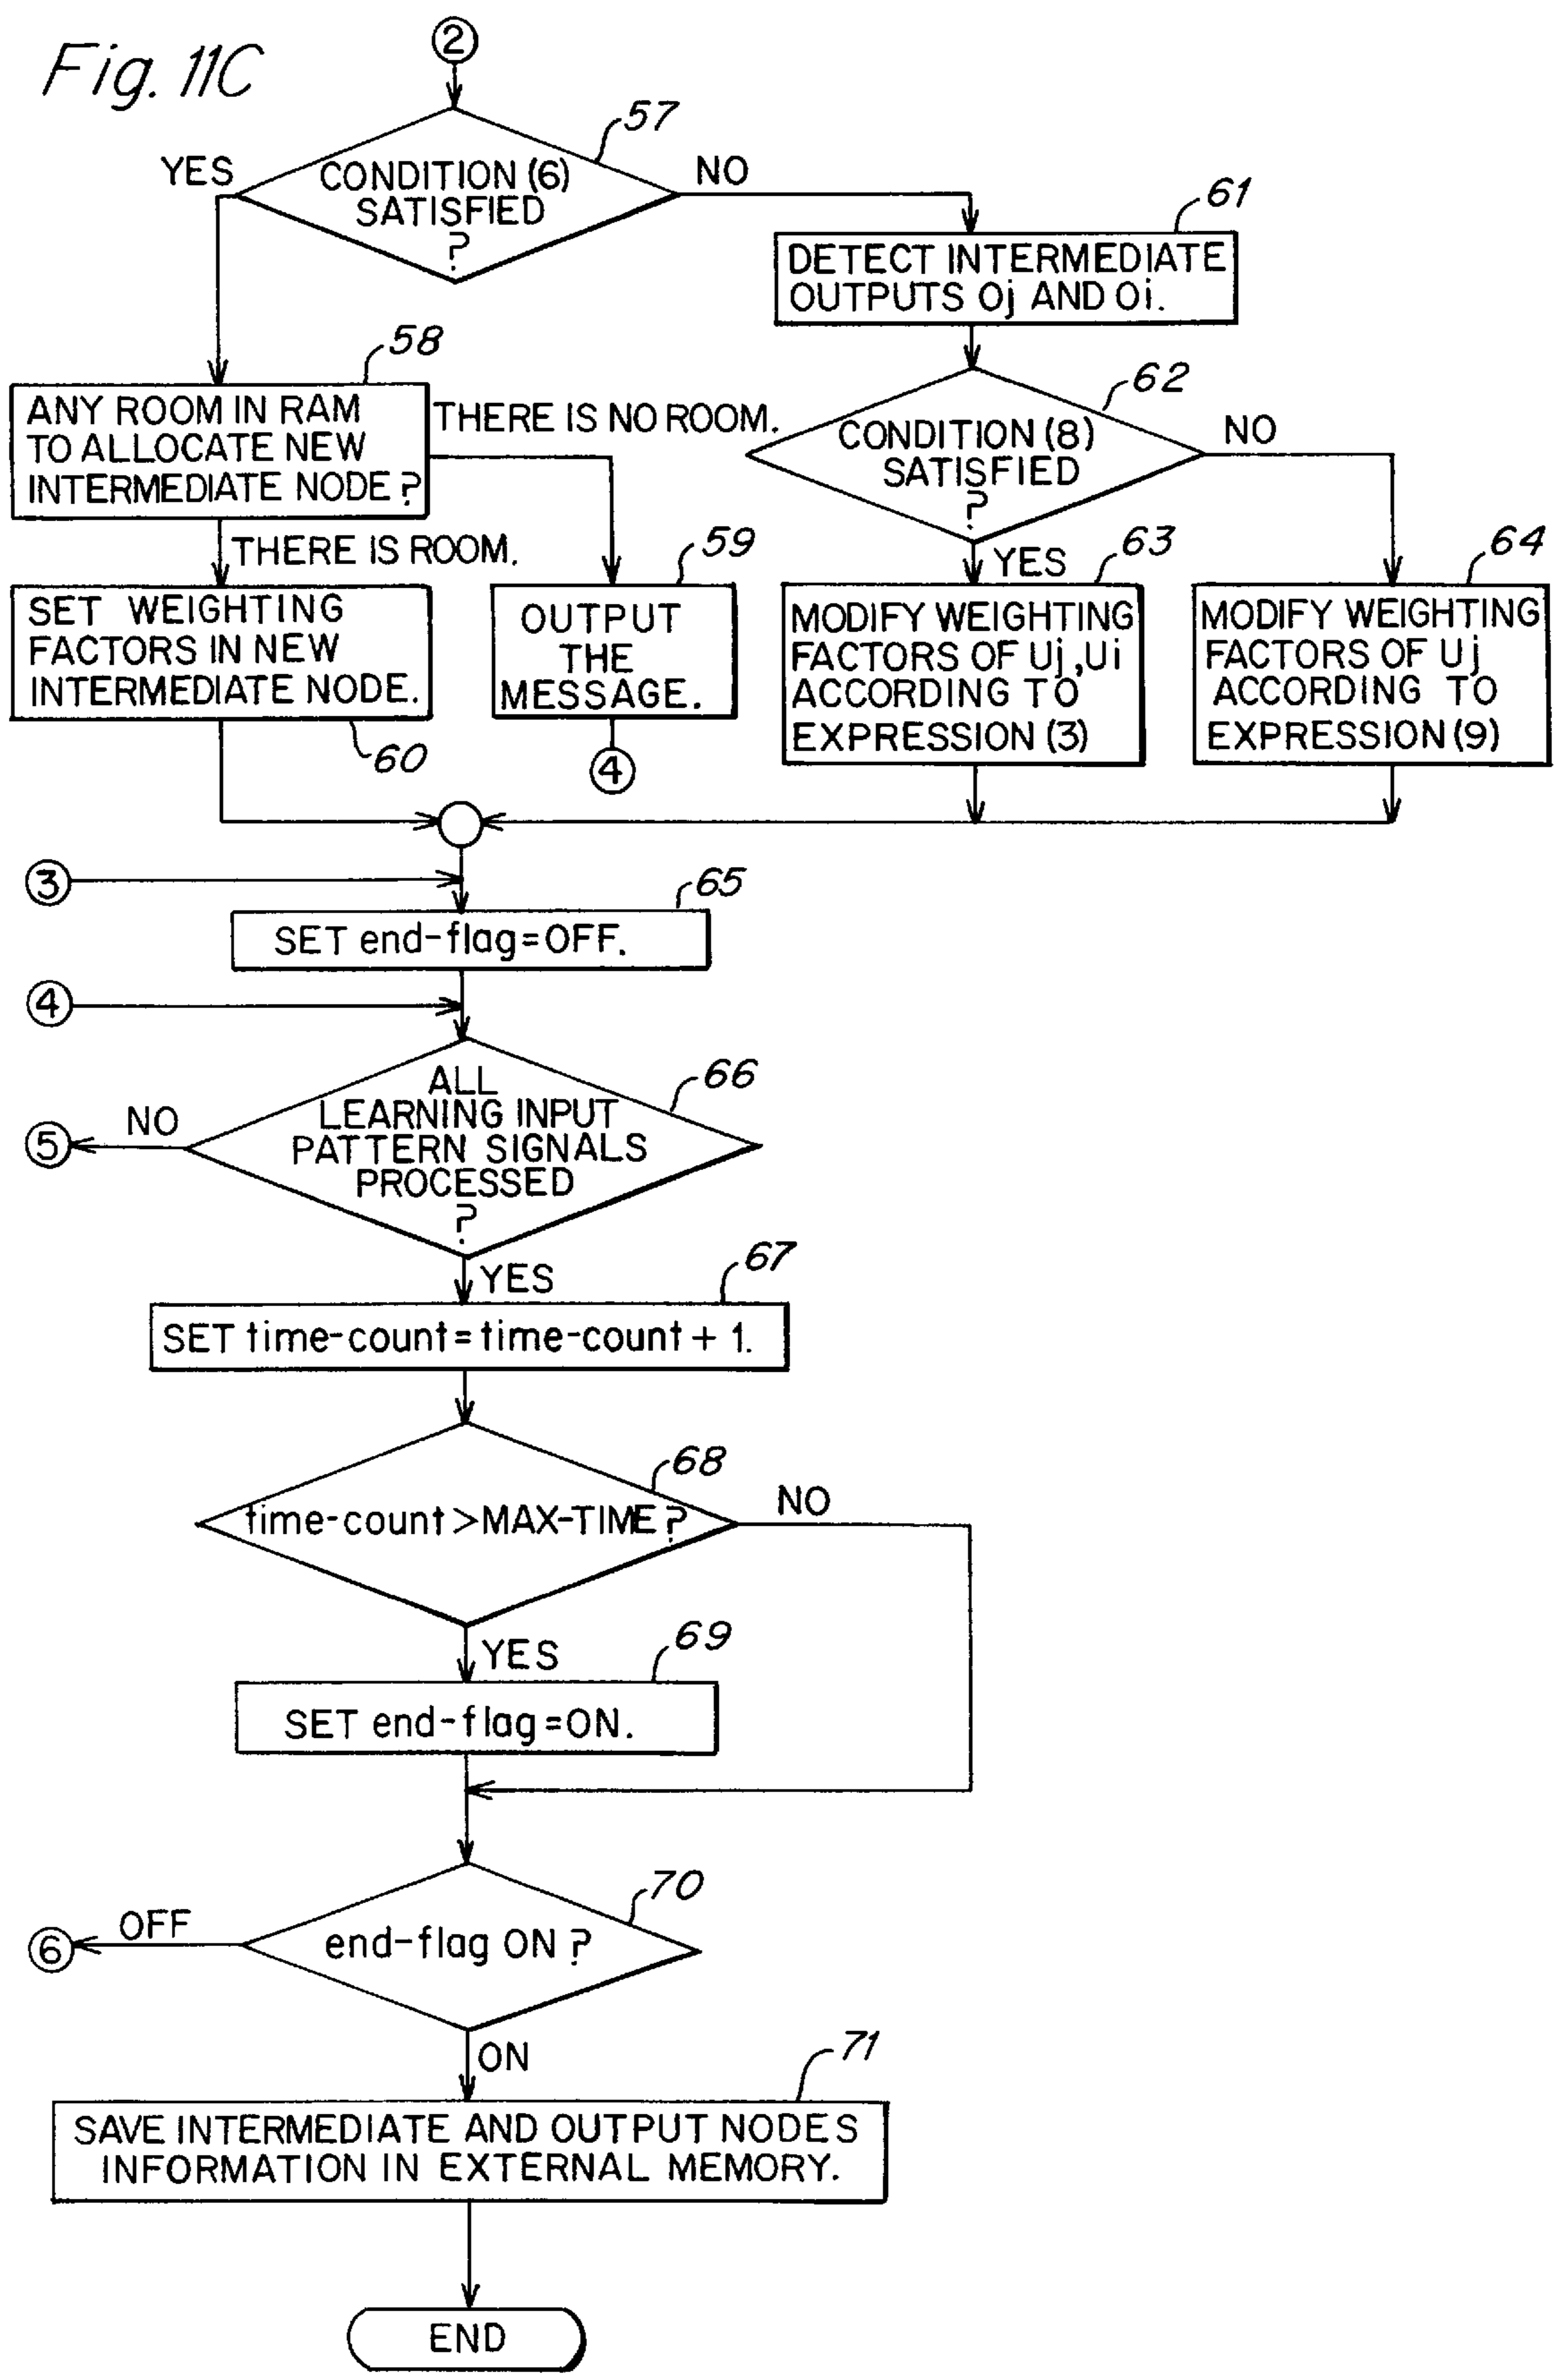 Fig. 11C
2
57
YES
CONDITION (6)
SATISFIED
?
NO
61
DETECT INTERMEDIATE
OUTPUTS Oj AND Oi.
58
ANY ROOM IN RAM
TO ALLOCATE NEW
INTERMEDIATE NODE?
THERE IS NO ROOM.
62
CONDITION (8)
SATISFIED
?
NO
THERE IS ROOM.
59
YES
63
64
SET WEIGHTING
FACTORS IN NEW
INTERMEDIATE NODE.
60
OUTPUT
THE
MESSAGE.
4
MODIFY WEIGHTING
FACTORS OF Uj,Ui
ACCORDING TO
EXPRESSION (3)
MODIFY WEIGHTING
FACTORS OF Uj
ACCORDING TO
EXPRESSION (9)
3
65
SET end-flag=OFF.
4
66
ALL
LEARNING INPUT
PATTERN SIGNALS
PROCESSED
?
NO
5
YES
67
SET time-count=time-count + 1.
68
time-count>MAX-TIME?
NO
YES
69
SET end-flag=ON.
70
end-flag ON?
OFF
6
ON
71
SAVE INTERMEDIATE AND OUTPUT NODES
INFORMATION IN EXTERNAL MEMORY.
END